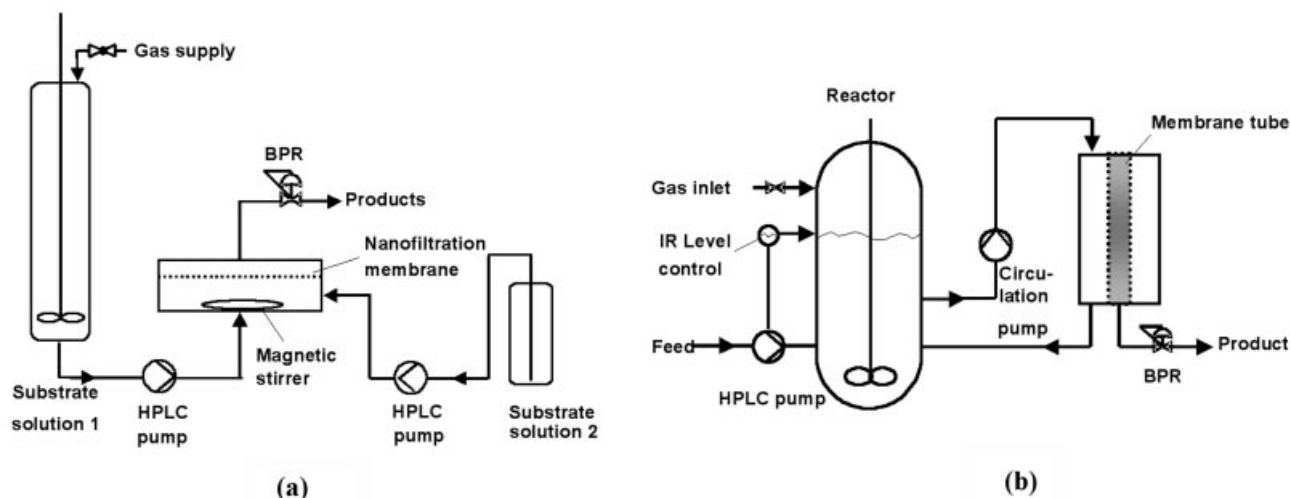 Gas supply
BPR
Products
Nanofiltration
membrane
Magnetic
stirrer
Substrate
solution 1
HPLC
pump
HPLC
pump
Substrate
solution 2
(a)
Reactor
Membrane tube
Gas inlet
IR Level
control
Circu-
lation
pump
Feed
HPLC pump
Product
BPR
(b)